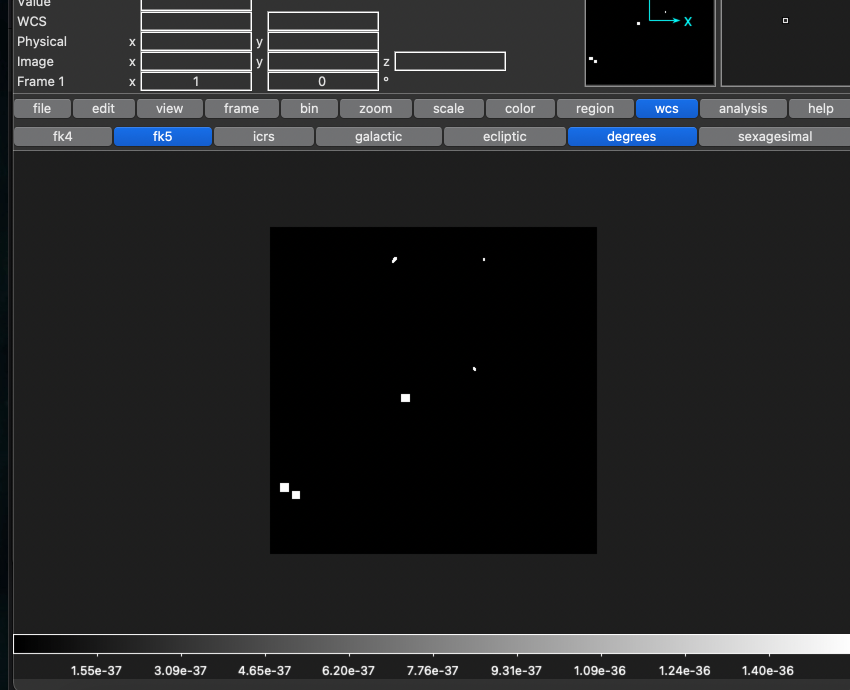 Value
WCS
Physical x y
Image x y z
Frame 1 x 1 0 °
X
file edit view frame bin zoom scale color region wcs analysis help
fk4 fk5 icrs galactic ecliptic degrees sexagesimal
1.55e-37 3.09e-37 4.65e-37 6.20e-37 7.76e-37 9.31e-37 1.09e-36 1.24e-36 1.40e-36